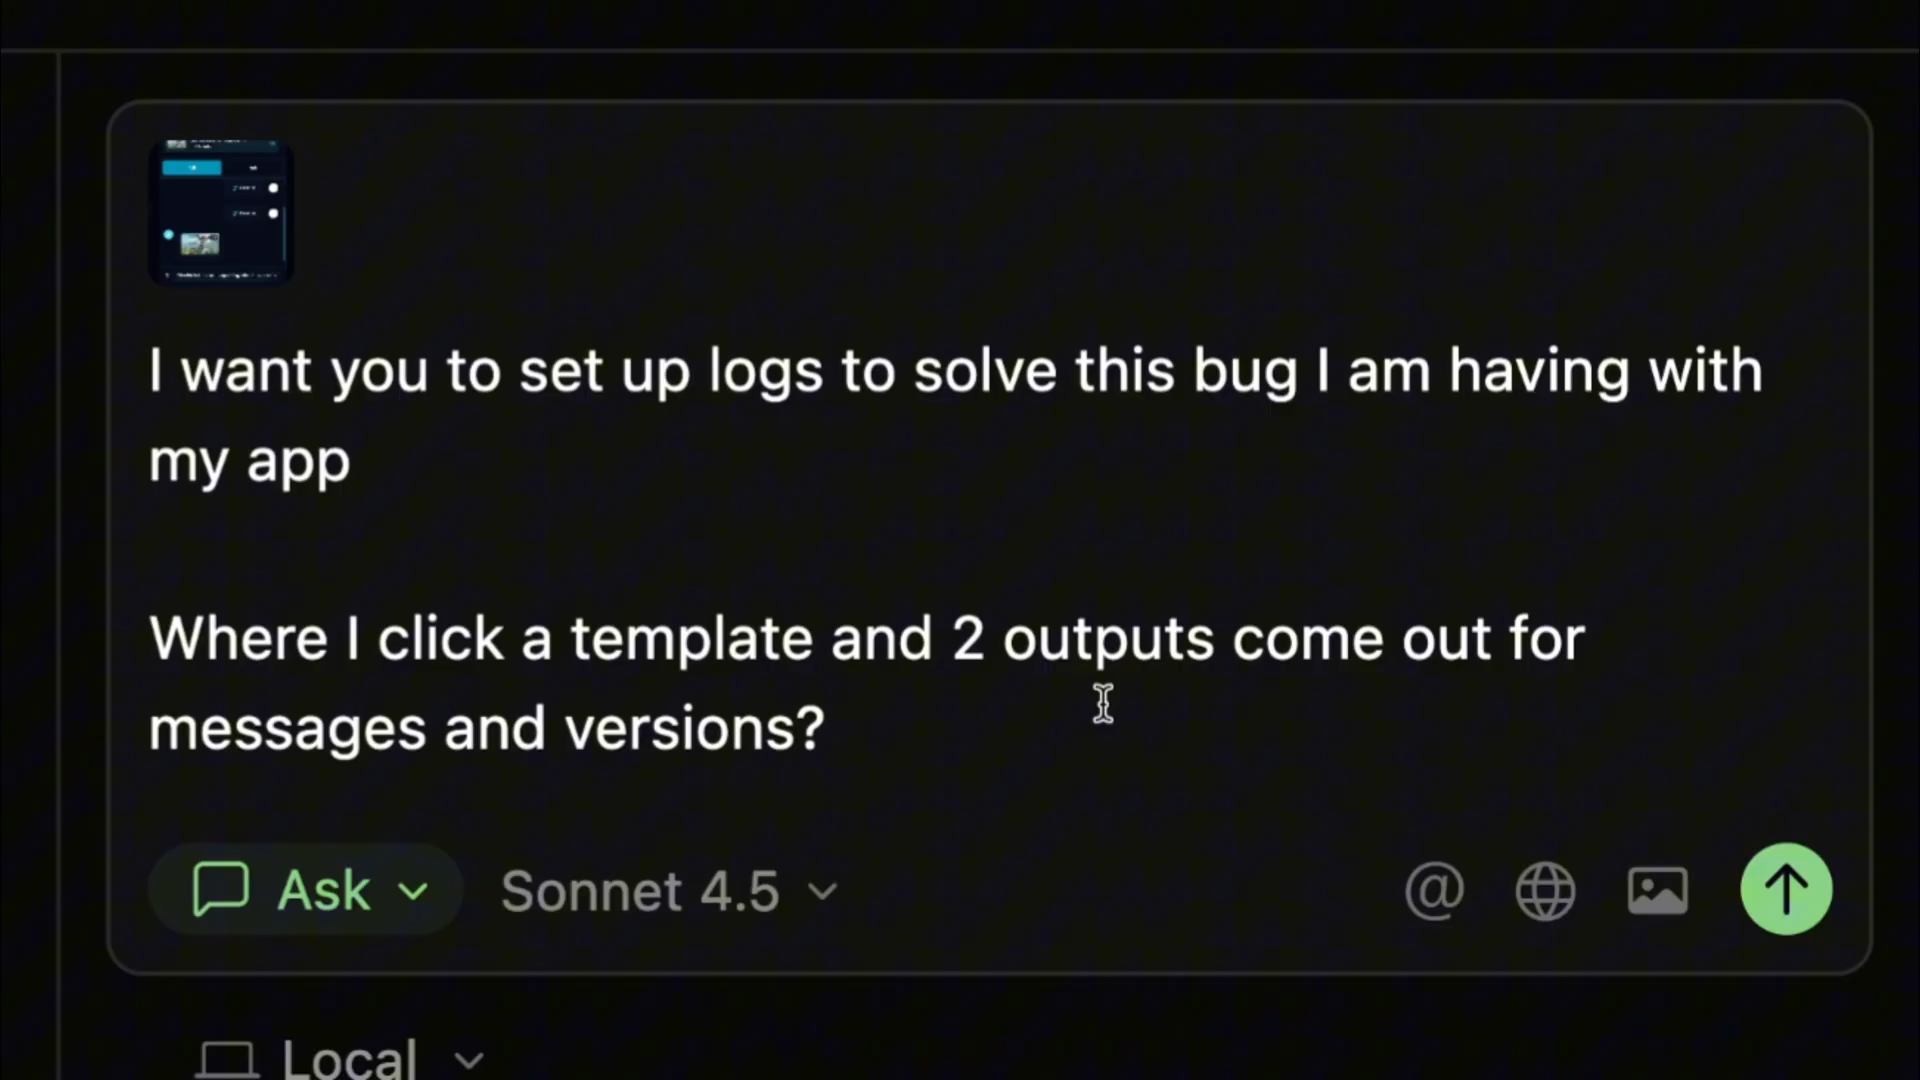 I want you to set up logs to solve this bug I am having with
my app
Where I click a template and 2 outputs come out for
messages and versions?
Ask
Sonnet 4.5
Local